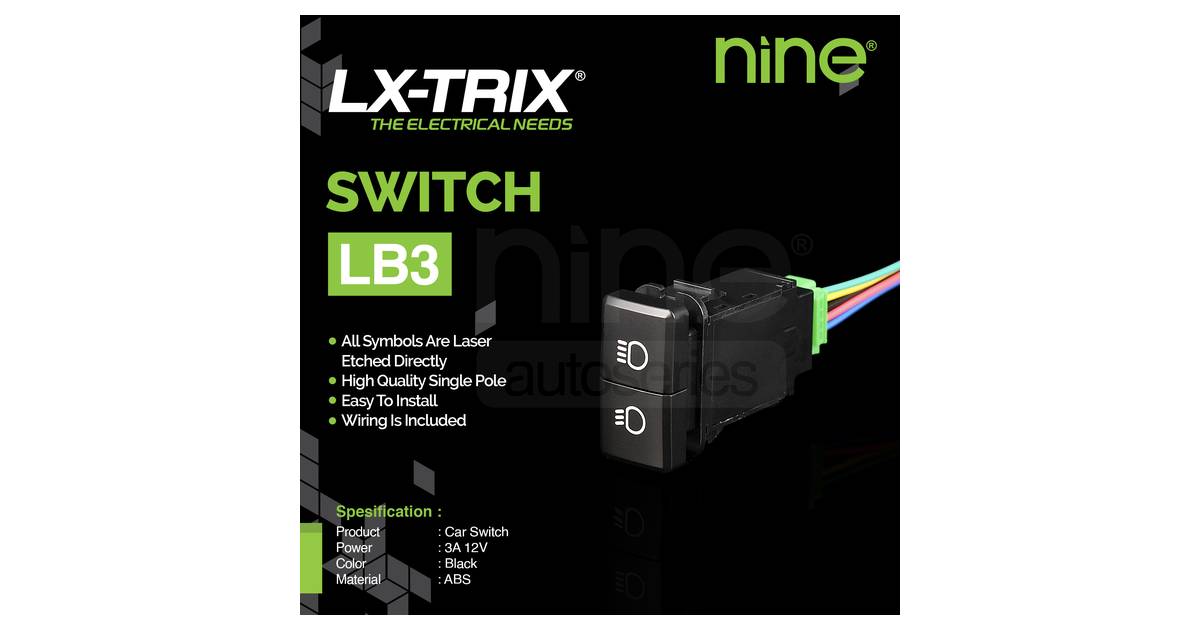 nine®
LX-TRIX®
THE ELECTRICAL NEEDS
SWITCH
LB3
nine®
autoseries
All Symbols Are Laser
Etched Directly
High Quality Single Pole
Easy To Install
Wiring Is Included
Spesification :
Product : Car Switch
Power : 3A 12V
Color : Black
Material : ABS